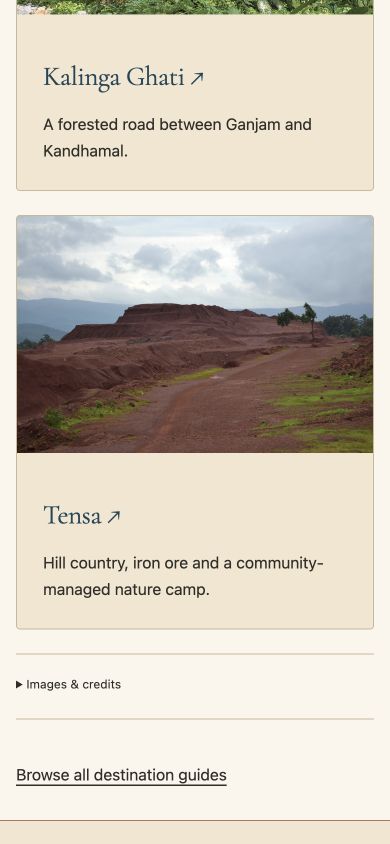 Kalinga Ghati ↗
A forested road between Ganjam and
Kandhamal.
Tensa ↗
Hill country, iron ore and a community-
managed nature camp.
▶ Images & credits
Browse all destination guides